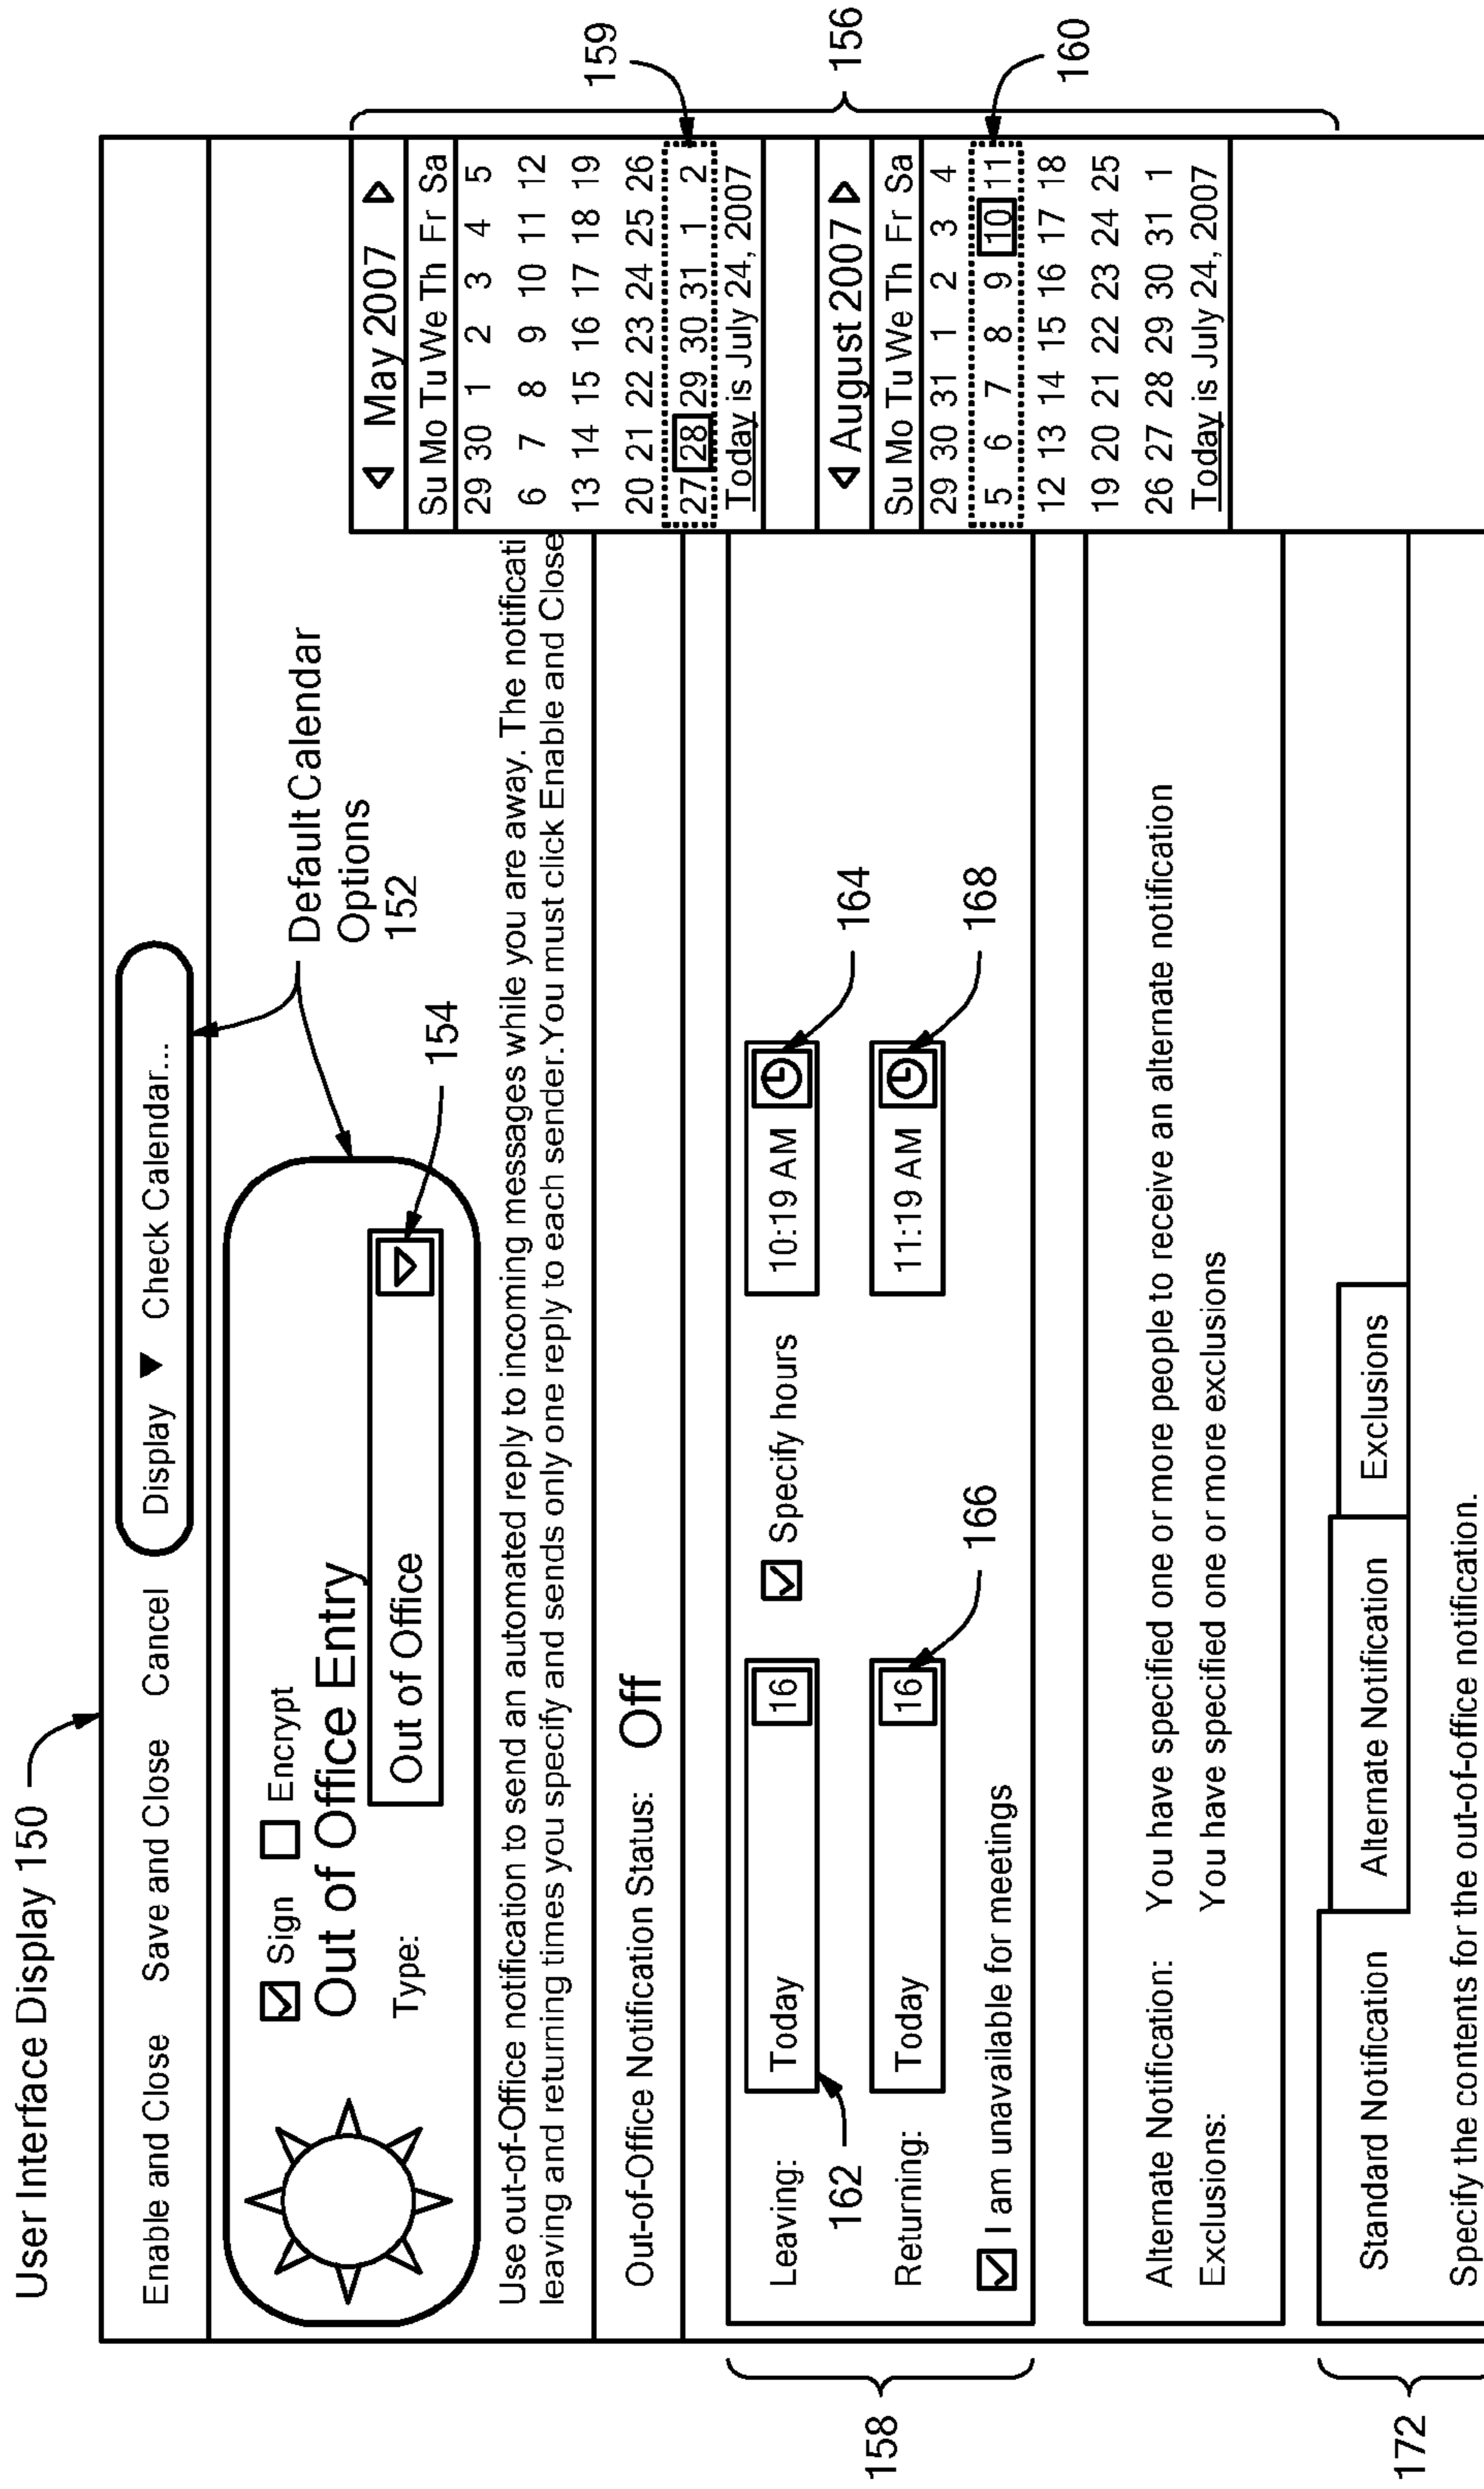 User Interface Display 150
Enable and Close Save and Close Cancel Display ▼ Check Calendar...
Default Calendar
Options
152
Sign Encrypt
Out of Office Entry
Type: Out of Office
154
Use out-of-Office notification to send an automated reply to incoming messages while you are away. The notificati
leaving and returning times you specify and sends only one reply to each sender.You must click Enable and Close
Out-of-Office Notification Status: Off
Leaving: Today 16 Specify hours 10:19 AM
162
164
Returning: Today 16 11:19 AM
166
168
I am unavailable for meetings
158
Alternate Notification: You have specified one or more people to receive an alternate notification
Exclusions: You have specified one or more exclusions
Standard Notification Alternate Notification Exclusions
Specify the contents for the out-of-office notification.
172
May 2007
Su Mo Tu We Th Fr Sa
29 30 1 2 3 4 5
6 7 8 9 10 11 12
13 14 15 16 17 18 19
20 21 22 23 24 25 26
27 28 29 30 31 1 2
Today is July 24, 2007
159
August 2007
Su Mo Tu We Th Fr Sa
29 30 31 1 2 3 4
5 6 7 8 9 10 11
12 13 14 15 16 17 18
19 20 21 22 23 24 25
26 27 28 29 30 31 1
Today is July 24, 2007
156
160